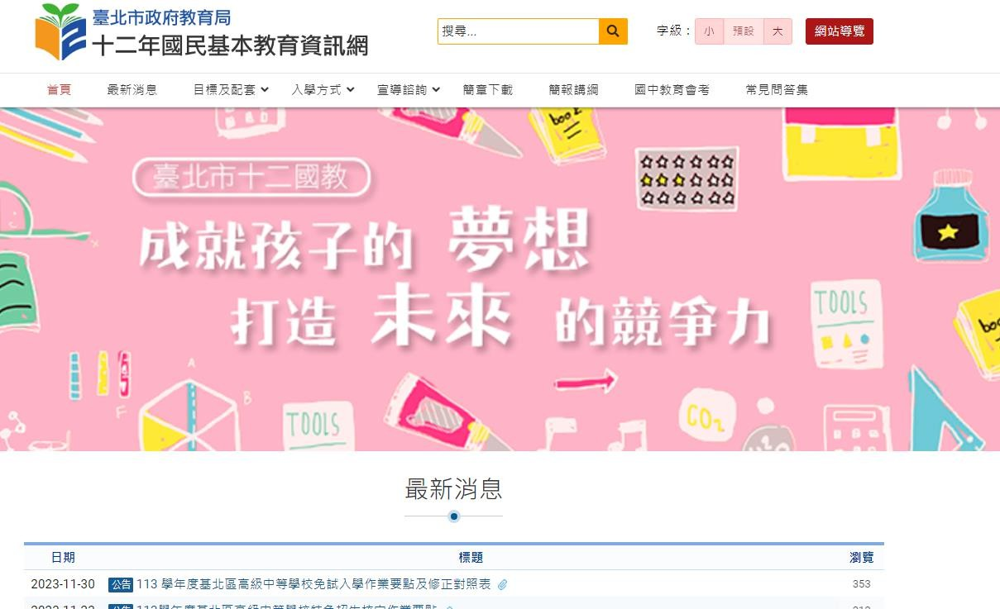 臺北市政府教育局
十二年國民基本教育資訊網
搜尋...
字級：
小 預設 大
網站導覽
首頁 最新消息 目標及配套 入學方式 宣導諮詢 簡章下載 簡報講綱 國中教育會考 常見問答集
臺北市十二國教
成就孩子的 夢想
打造 未來 的競爭力
book
TOOLS
A
B
F
TOOLS
CO2
H2O
最新消息
日期 標題 瀏覽
2023-11-30 公告 113 學年度基北區高級中等學校免試入學作業要點及修正對照表 353